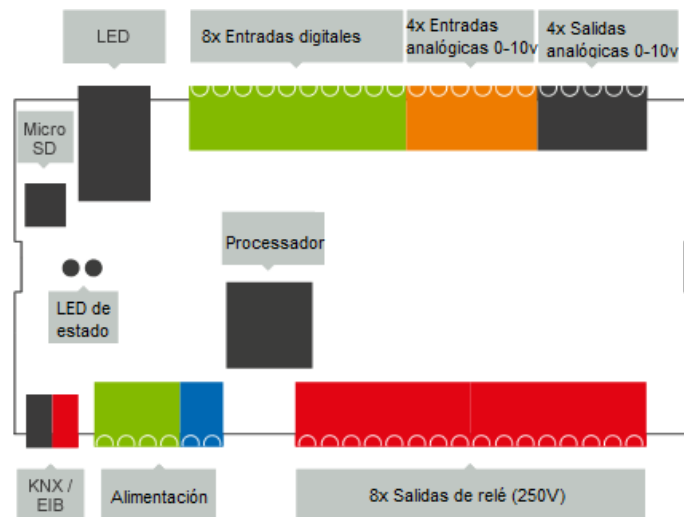 LED
8x Entradas digitales
4x Entradas
analógicas 0-10v
4x Salidas
analógicas 0-10v
Micro
SD
Processador
LED de
estado
KNX /
EIB
Alimentación
8x Salidas de relé (250V)